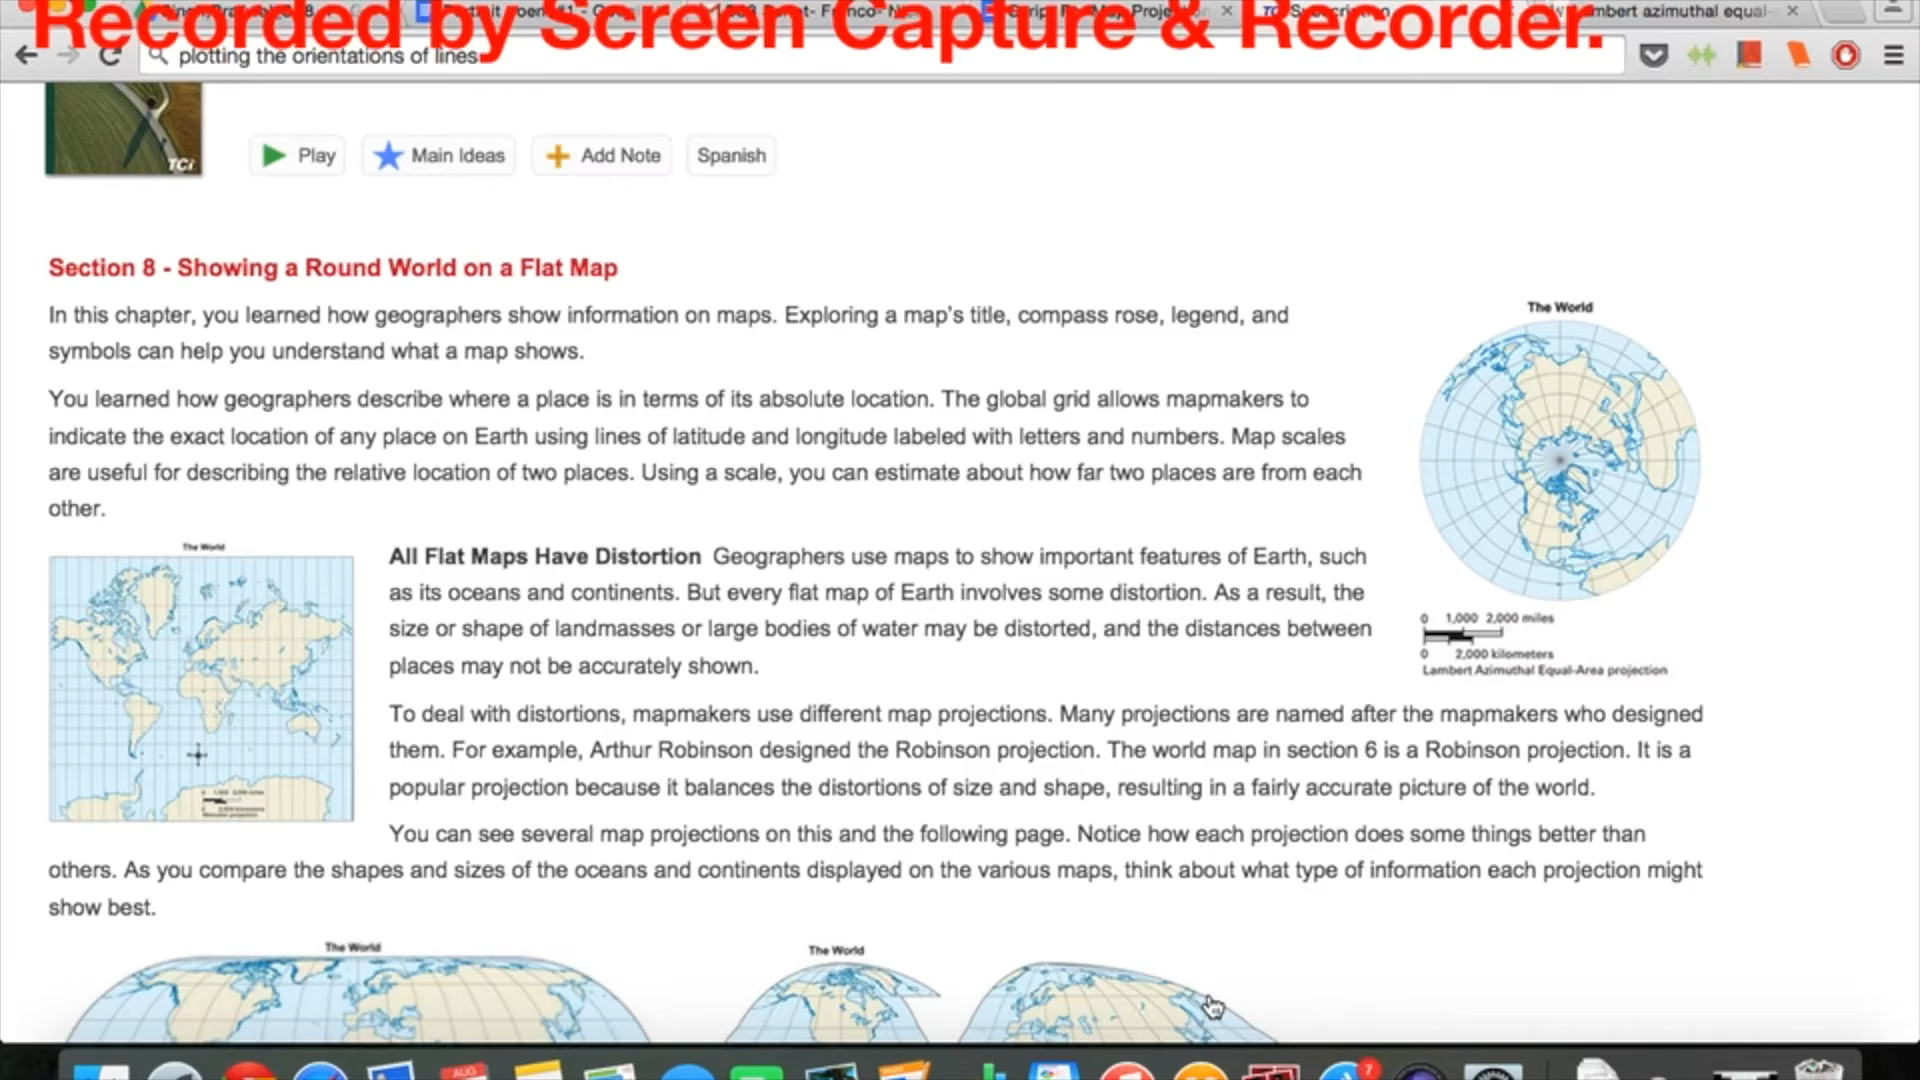 Recorded by Screen Capture & Recorder.
plotting the orientations of lines
TCi
Play
Main Ideas
Add Note
Spanish
Section 8 - Showing a Round World on a Flat Map
In this chapter, you learned how geographers show information on maps. Exploring a map's title, compass rose, legend, and
symbols can help you understand what a map shows.
You learned how geographers describe where a place is in terms of its absolute location. The global grid allows mapmakers to
indicate the exact location of any place on Earth using lines of latitude and longitude labeled with letters and numbers. Map scales
are useful for describing the relative location of two places. Using a scale, you can estimate about how far two places are from each
other.
The World
0 1,000 2,000 miles
0 2,000 kilometers
Lambert Azimuthal Equal-Area projection
The World
All Flat Maps Have Distortion Geographers use maps to show important features of Earth, such
as its oceans and continents. But every flat map of Earth involves some distortion. As a result, the
size or shape of landmasses or large bodies of water may be distorted, and the distances between
places may not be accurately shown.
To deal with distortions, mapmakers use different map projections. Many projections are named after the mapmakers who designed
them. For example, Arthur Robinson designed the Robinson projection. The world map in section 6 is a Robinson projection. It is a
popular projection because it balances the distortions of size and shape, resulting in a fairly accurate picture of the world.
You can see several map projections on this and the following page. Notice how each projection does some things better than
others. As you compare the shapes and sizes of the oceans and continents displayed on the various maps, think about what type of information each projection might
show best.
The World
The World
AUG
7